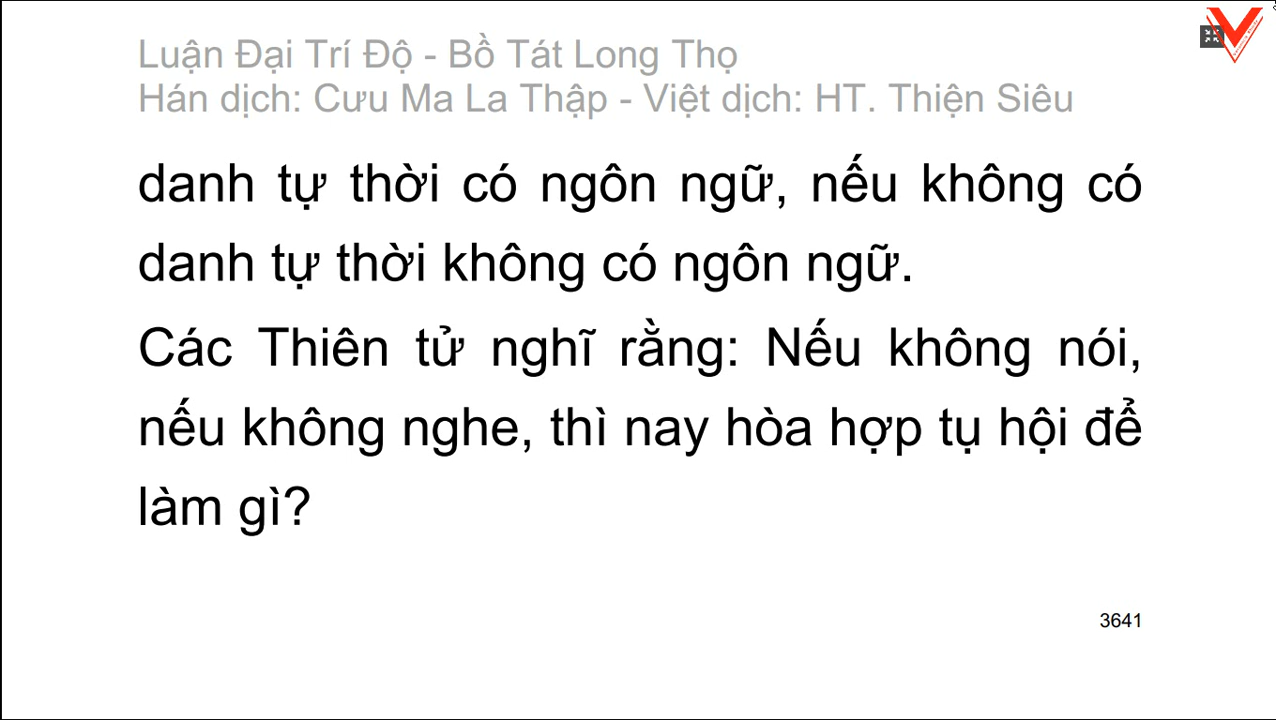 Luận Đại Trí Độ - Bồ Tát Long Thọ
Hán dịch: Cưu Ma La Thập - Việt dịch: HT. Thiện Siêu
danh tự thời có ngôn ngữ, nếu không có
danh tự thời không có ngôn ngữ.
Các Thiên tử nghĩ rằng: Nếu không nói,
nếu không nghe, thì nay hòa hợp tụ hội để
làm gì?
3641